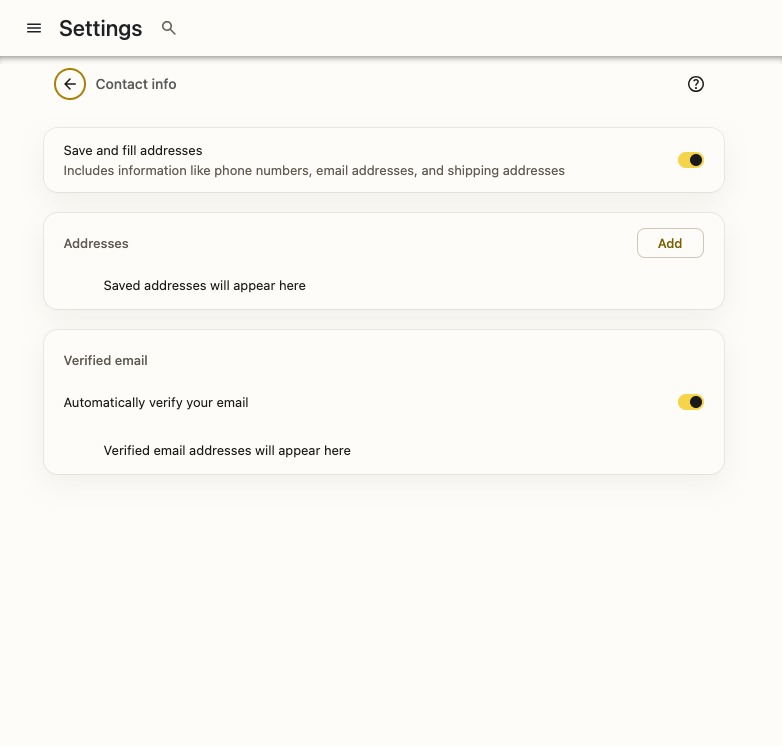 Settings
Contact info
Save and fill addresses
Includes information like phone numbers, email addresses, and shipping addresses
Addresses
Add
Saved addresses will appear here
Verified email
Automatically verify your email
Verified email addresses will appear here